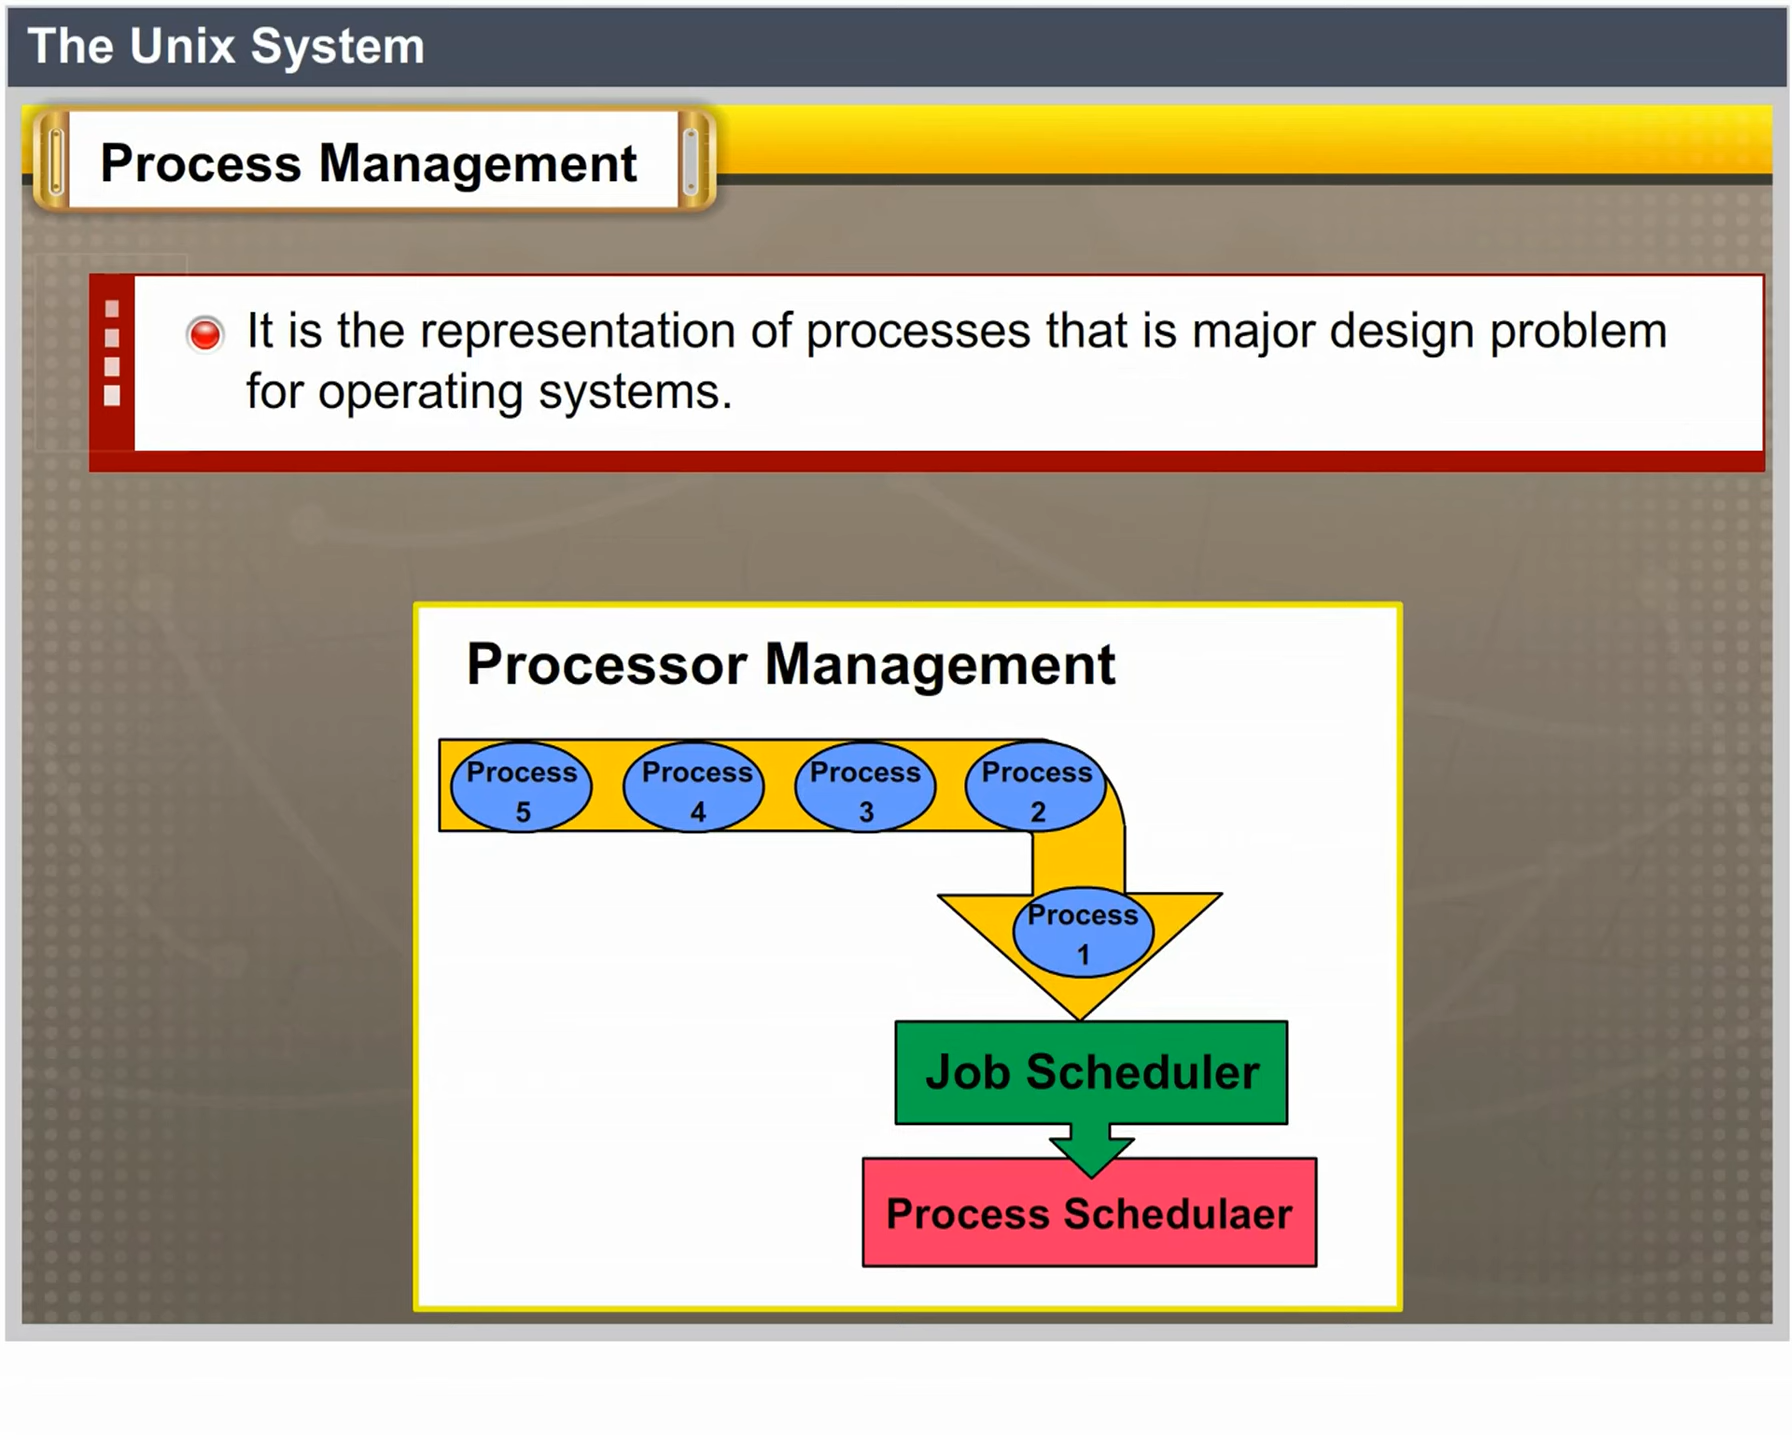 The Unix System
Process Management
It is the representation of processes that is major design problem
for operating systems.
Processor Management
Process
5
Process
4
Process
3
Process
2
Process
1
Job Scheduler
Process Schedulaer